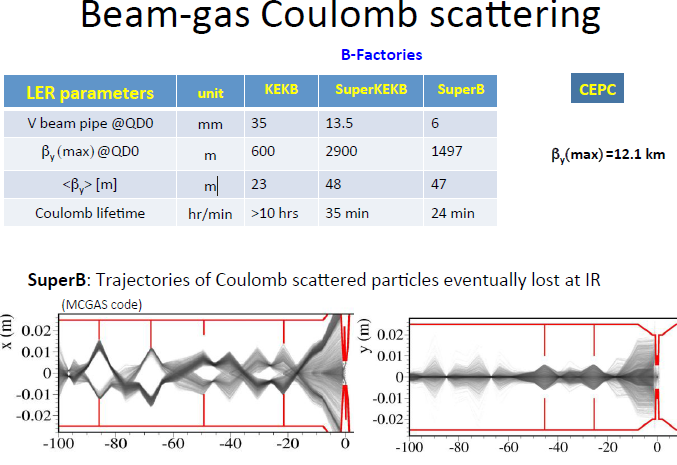 Beam-gas Coulomb scattering
B-Factories
LER parameters unit KEKB SuperKEKB SuperB
CEPC
V beam pipe @QD0 mm 35 13.5 6
βy (max) @QD0 m 600 2900 1497
βy(max) =12.1 km
<βy> [m] m 23 48 47
Coulomb lifetime hr/min >10 hrs 35 min 24 min
SuperB: Trajectories of Coulomb scattered particles eventually lost at IR
(MCGAS code)
x (m)
0.02
0.01
0
-0.01
-0.02
-100 -80 -60 -40 -20 0
y (m)
0.02
0.01
0
-0.01
-0.02
-100 -80 -60 -40 -20 0